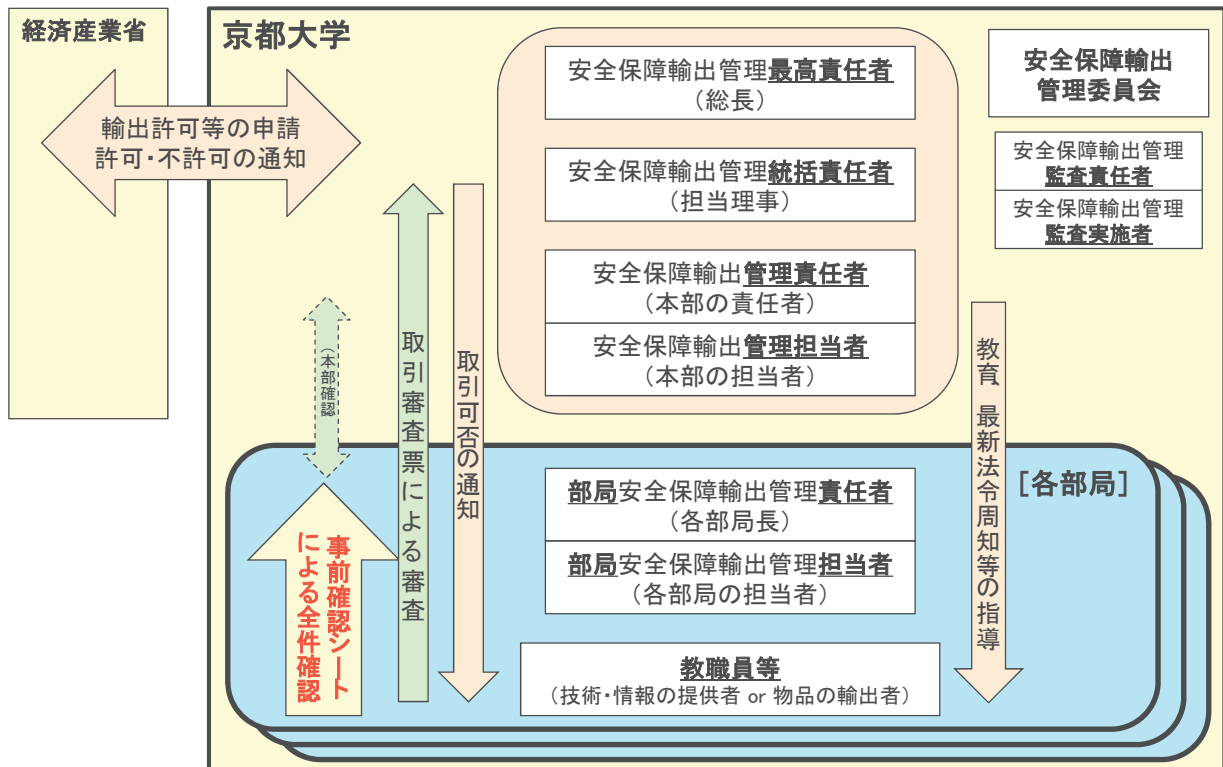 経済産業省
京都大学
輸出許可等の申請
許可・不許可の通知
安全保障輸出管理最高責任者
（総長）
安全保障輸出管理統括責任者
（担当理事）
安全保障輸出管理責任者
（本部の責任者）
安全保障輸出管理担当者
（本部の担当者）
安全保障輸出
管理委員会
安全保障輸出管理
監査責任者
安全保障輸出管理
監査実施者
（本部確認）
取引審査票による審査
取引可否の通知
教育、最新法令周知等の指導
［各部局］
部局安全保障輸出管理責任者
（各部局長）
部局安全保障輸出管理担当者
（各部局の担当者）
事前確認シート
による全件確認
教職員等
（技術・情報の提供者 or 物品の輸出者）